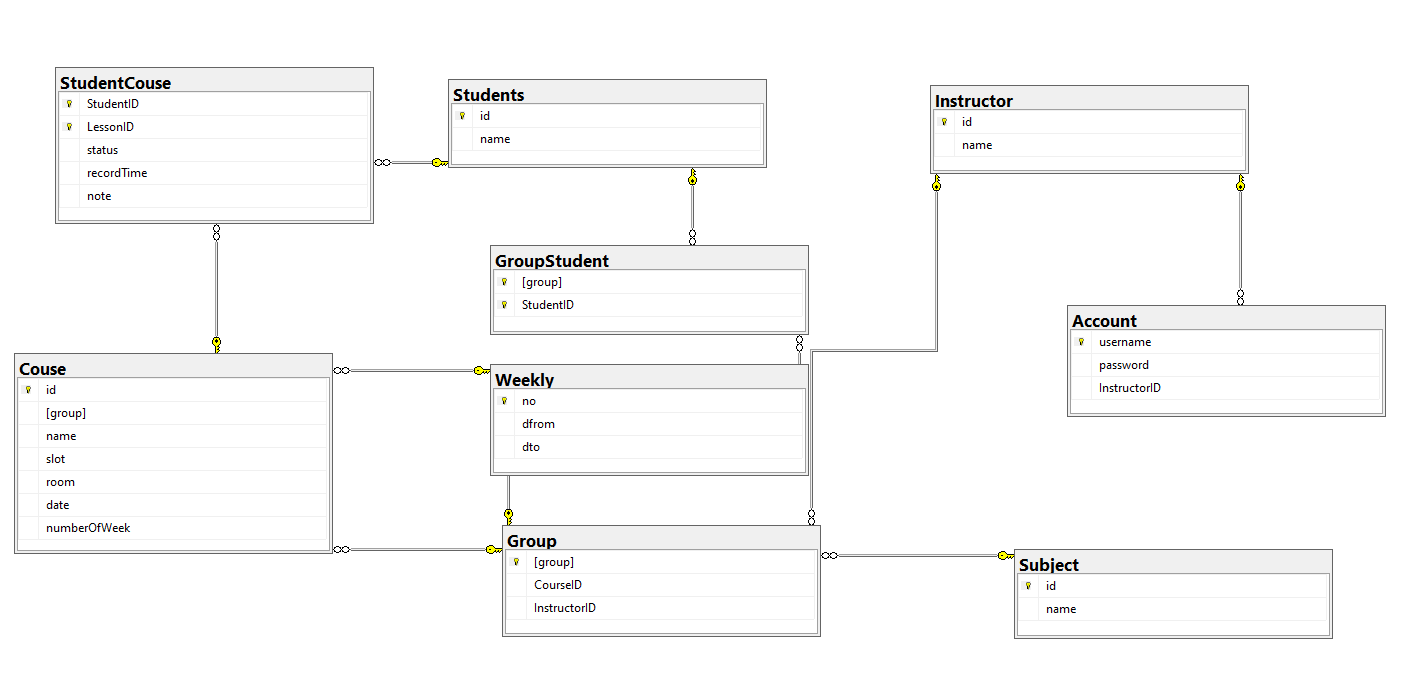 StudentCouse
StudentID
LessonID
status
recordTime
note
Students
id
name
Instructor
id
name
GroupStudent
[group]
StudentID
Account
username
password
InstructorID
Couse
id
[group]
name
slot
room
date
numberOfWeek
Weekly
no
dfrom
dto
Group
[group]
CourseID
InstructorID
Subject
id
name